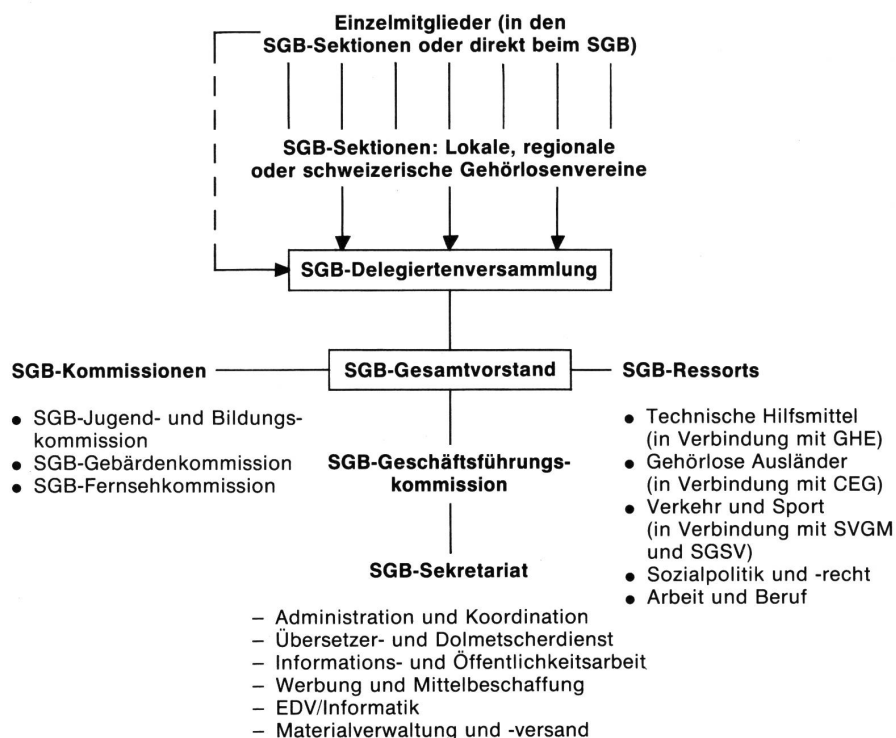 Einzelmitglieder (in den
SGB-Sektionen oder direkt beim SGB)
SGB-Sektionen: Lokale, regionale
oder schweizerische Gehörlosenvereine
SGB-Delegiertenversammlung
SGB-Kommissionen
SGB-Gesamtvorstand
SGB-Ressorts
● SGB-Jugend- und Bildungs-
kommission
● SGB-Gebärdenkommission
● SGB-Fernsehkommission
SGB-Geschäftsführungs-
kommission
● Technische Hilfsmittel
(in Verbindung mit GHE)
● Gehörlose Ausländer
(in Verbindung mit CEG)
● Verkehr und Sport
(in Verbindung mit SVGM
und SGSV)
● Sozialpolitik und -recht
● Arbeit und Beruf
SGB-Sekretariat
– Administration und Koordination
– Übersetzer- und Dolmetscherdienst
– Informations- und Öffentlichkeitsarbeit
– Werbung und Mittelbeschaffung
– EDV/Informatik
– Materialverwaltung und -versand